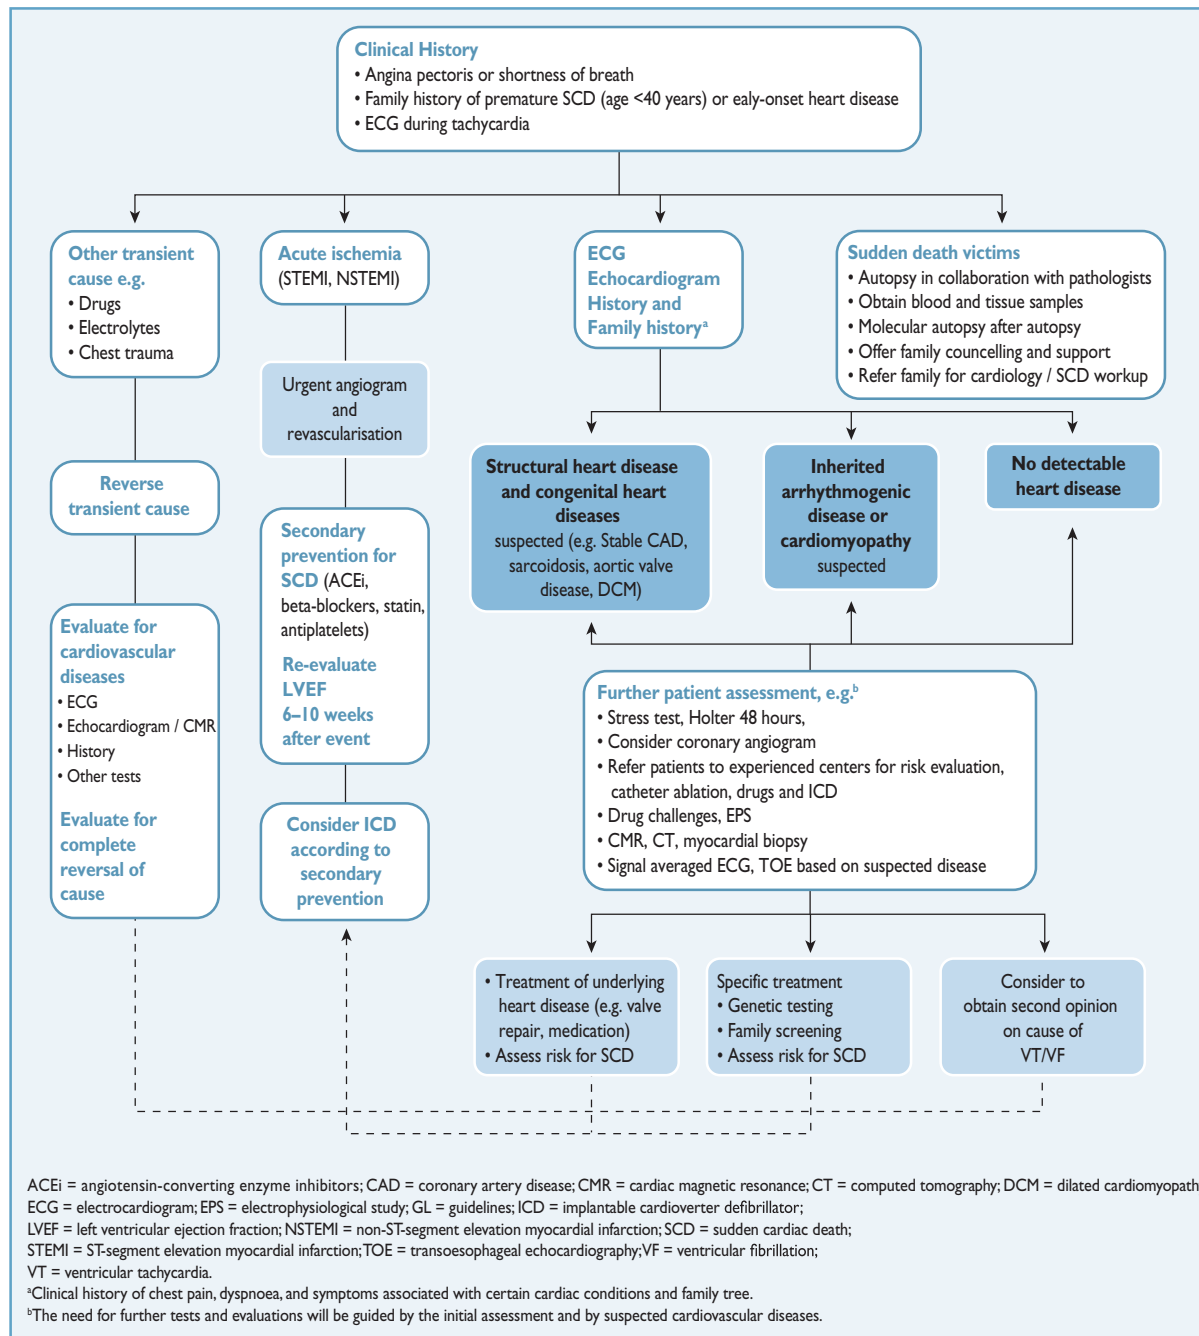 Clinical History
• Angina pectoris or shortness of breath
• Family history of premature SCD (age <40 years) or ealy-onset heart disease
• ECG during tachycardia
Other transient
cause e.g.
• Drugs
• Electrolytes
• Chest trauma
Reverse
transient cause
Evaluate for
cardiovascular
diseases
• ECG
• Echocardiogram / CMR
• History
• Other tests
Evaluate for
complete
reversal of
cause
Acute ischemia
(STEMI, NSTEMI)
Urgent angiogram
and
revascularisation
Secondary
prevention for
SCD (ACEi,
beta-blockers, statin,
antiplatelets)
Re-evaluate
LVEF
6–10 weeks
after event
Consider ICD
according to
secondary
prevention
ECG
Echocardiogram
History and
Family historyᵃ
Sudden death victims
• Autopsy in collaboration with pathologists
• Obtain blood and tissue samples
• Molecular autopsy after autopsy
• Offer family councelling and support
• Refer family for cardiology / SCD workup
Structural heart disease
and congenital heart
diseases
suspected (e.g. Stable CAD,
sarcoidosis, aortic valve
disease, DCM)
Inherited
arrhythmogenic
disease or
cardiomyopathy
suspected
No detectable
heart disease
Further patient assessment, e.g.ᵇ
• Stress test, Holter 48 hours,
• Consider coronary angiogram
• Refer patients to experienced centers for risk evaluation,
catheter ablation, drugs and ICD
• Drug challenges, EPS
• CMR, CT, myocardial biopsy
• Signal averaged ECG, TOE based on suspected disease
• Treatment of underlying
heart disease (e.g. valve
repair, medication)
• Assess risk for SCD
Specific treatment
• Genetic testing
• Family screening
• Assess risk for SCD
Consider to
obtain second opinion
on cause of
VT/VF
ACEi = angiotensin-converting enzyme inhibitors; CAD = coronary artery disease; CMR = cardiac magnetic resonance; CT = computed tomography; DCM = dilated cardiomyopath
ECG = electrocardiogram; EPS = electrophysiological study; GL = guidelines; ICD = implantable cardioverter defibrillator;
LVEF = left ventricular ejection fraction; NSTEMI = non-ST-segment elevation myocardial infarction; SCD = sudden cardiac death;
STEMI = ST-segment elevation myocardial infarction; TOE = transoesophageal echocardiography; VF = ventricular fibrillation;
VT = ventricular tachycardia.
ᵃClinical history of chest pain, dyspnoea, and symptoms associated with certain cardiac conditions and family tree.
ᵇThe need for further tests and evaluations will be guided by the initial assessment and by suspected cardiovascular diseases.